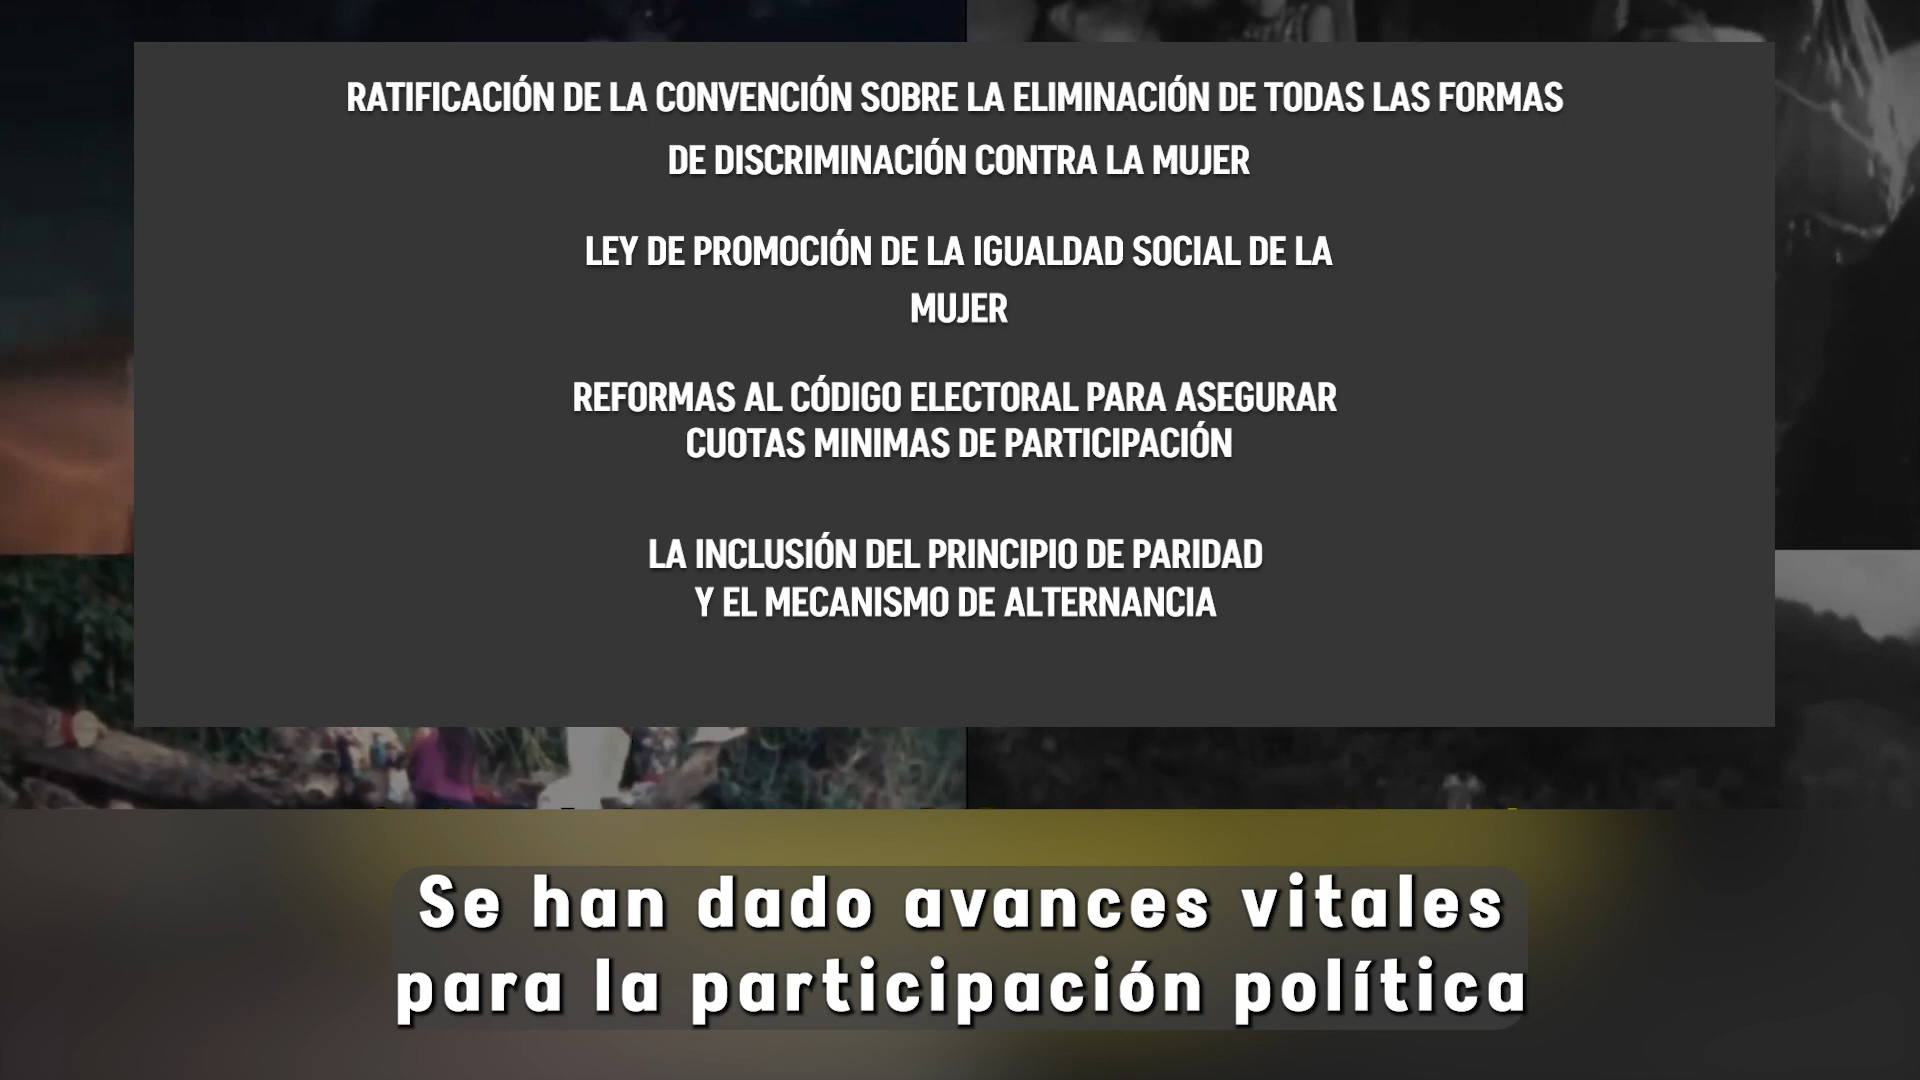 RATIFICACIÓN DE LA CONVENCIÓN SOBRE LA ELIMINACIÓN DE TODAS LAS FORMAS
DE DISCRIMINACIÓN CONTRA LA MUJER
LEY DE PROMOCIÓN DE LA IGUALDAD SOCIAL DE LA
MUJER
REFORMAS AL CÓDIGO ELECTORAL PARA ASEGURAR
CUOTAS MINIMAS DE PARTICIPACIÓN
LA INCLUSIÓN DEL PRINCIPIO DE PARIDAD
Y EL MECANISMO DE ALTERNANCIA
Se han dado avances vitales
para la participación política